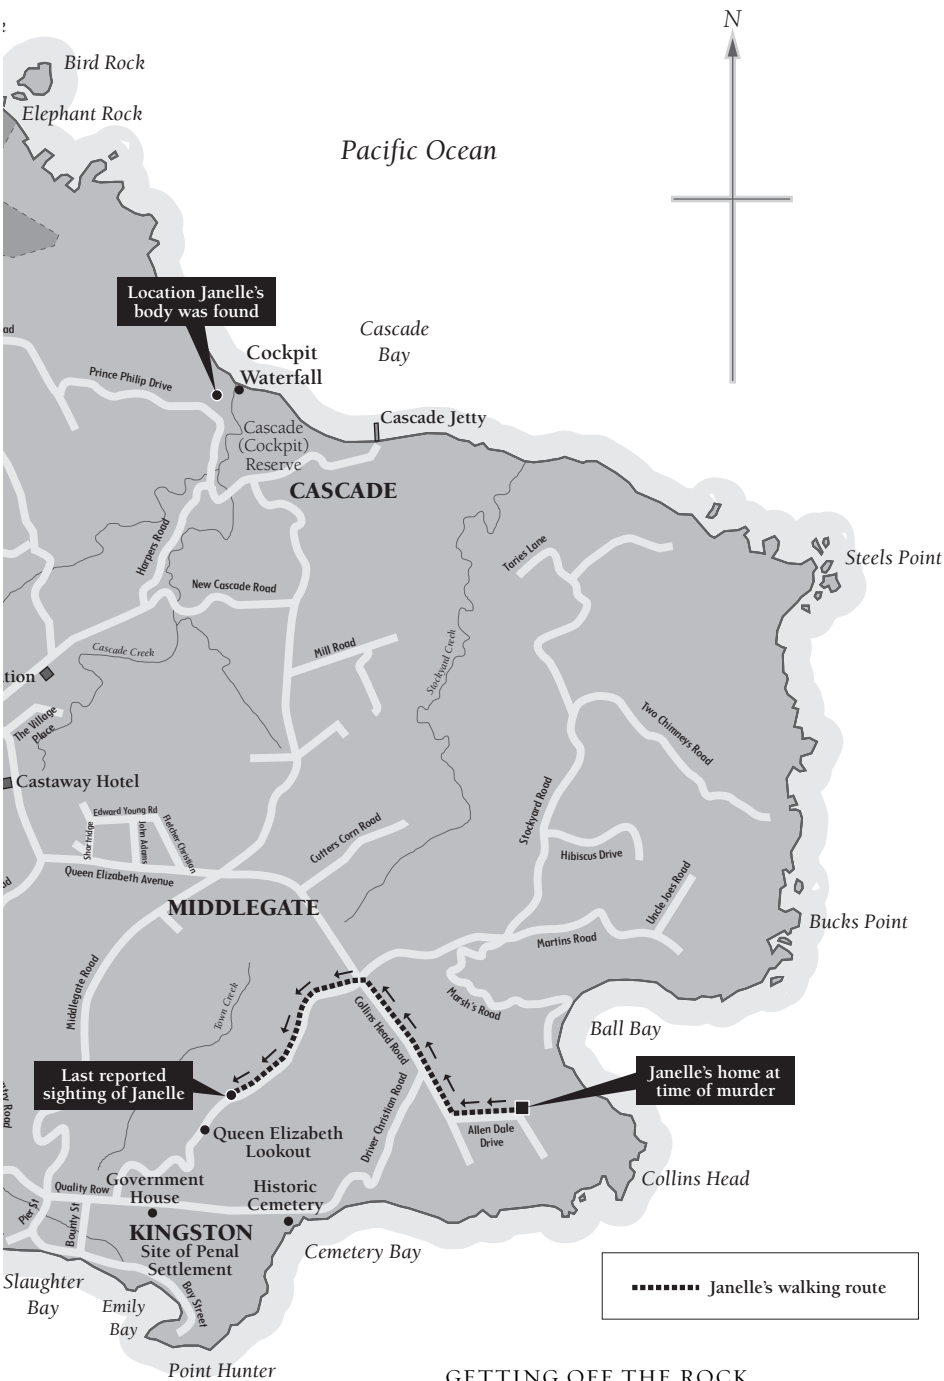 N
Bird Rock
Elephant Rock
Pacific Ocean
Location Janelle's
body was found
Cascade
Bay
Cockpit
Waterfall
Prince Philip Drive
Cascade Jetty
Cascade
(Cockpit)
Reserve
CASCADE
Harpers Road
Taries Lane
Steels Point
New Cascade Road
Cascade Creek
Mill Road
Stockyard Creek
The Village
Place
Two Chimneys Road
Castaway Hotel
Edward Young Rd
Shortridge
John Adams
Fletcher Christian
Stockyard Road
Cutters Corn Road
Hibiscus Drive
Queen Elizabeth Avenue
Uncle Joes Road
MIDDLEGATE
Bucks Point
Martins Road
Middlegate Road
Town Creek
Marsh's Road
Collins Head Road
Ball Bay
Last reported
sighting of Janelle
Janelle's home at
time of murder
Driver Christian Road
Allen Dale
Drive
Queen Elizabeth
Lookout
Collins Head
Quality Row
Government
House
Historic
Cemetery
Pier St
Bounty St
KINGSTON
Site of Penal
Settlement
Cemetery Bay
Slaughter
Bay
Emily
Bay
Bay Street
Janelle's walking route
Point Hunter
GETTING OFF THE ROCK